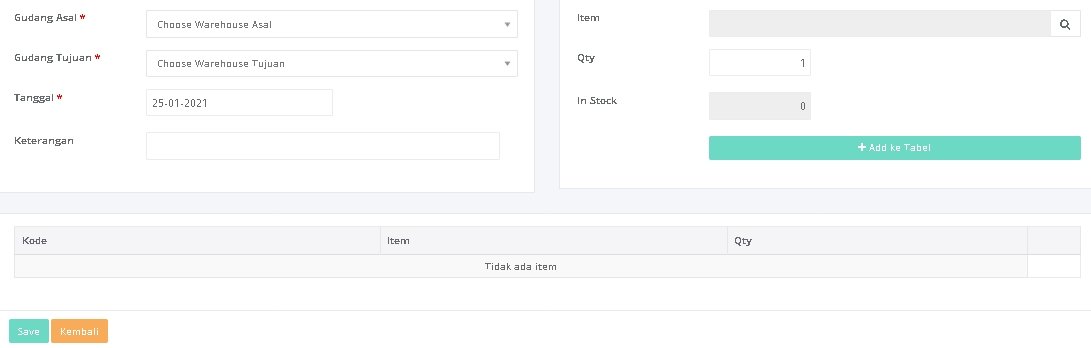 Gudang Asal *
Choose Warehouse Asal
Gudang Tujuan *
Choose Warehouse Tujuan
Tanggal *
25-01-2021
Keterangan
Item
Qty
1
In Stock
0
+ Add ke Tabel
Kode Item Qty
Tidak ada item
Save Kembali